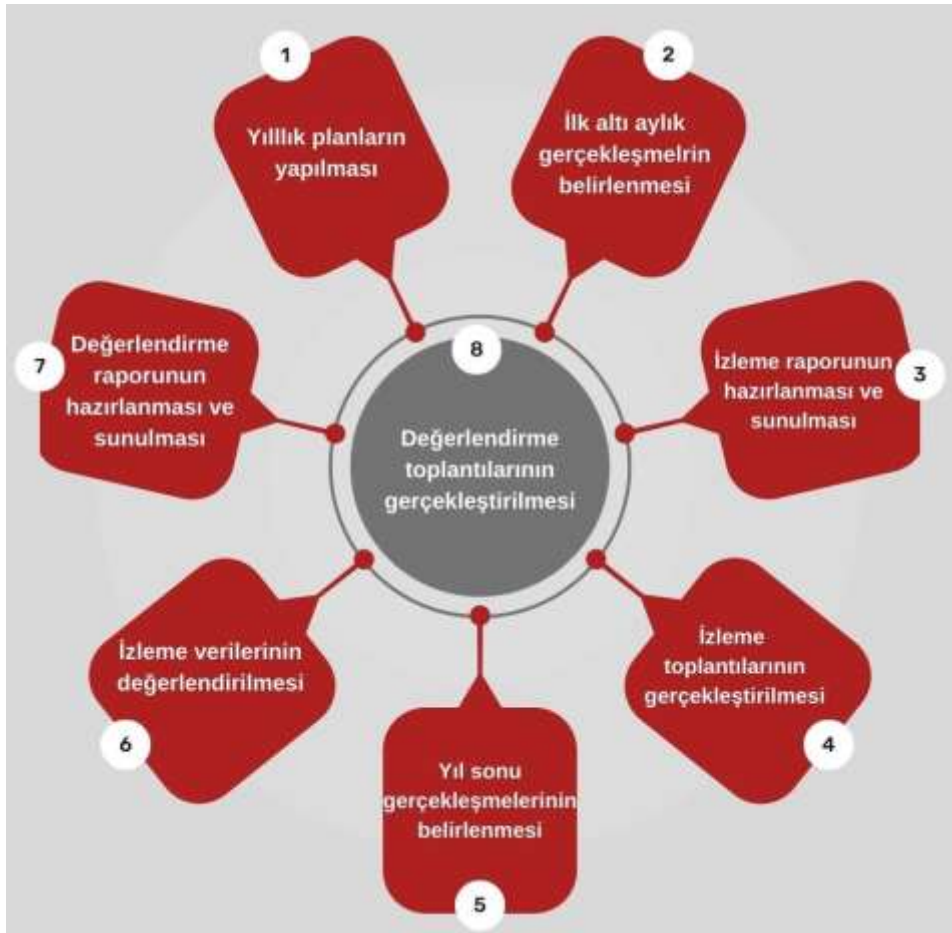 1
Yılllık planların
yapılması
2
İlk altı aylık
gerçekleşmelrin
belirlenmesi
3
İzleme raporunun
hazırlanması ve
sunulması
4
İzleme
toplantılarının
gerçekleştirilmesi
5
Yıl sonu
gerçekleşmelerinin
belirlenmesi
6
İzleme verilerinin
değerlendirilmesi
7
Değerlendirme
raporunun
hazırlanması ve
sunulması
8
Değerlendirme
toplantılarının
gerçekleştirilmesi